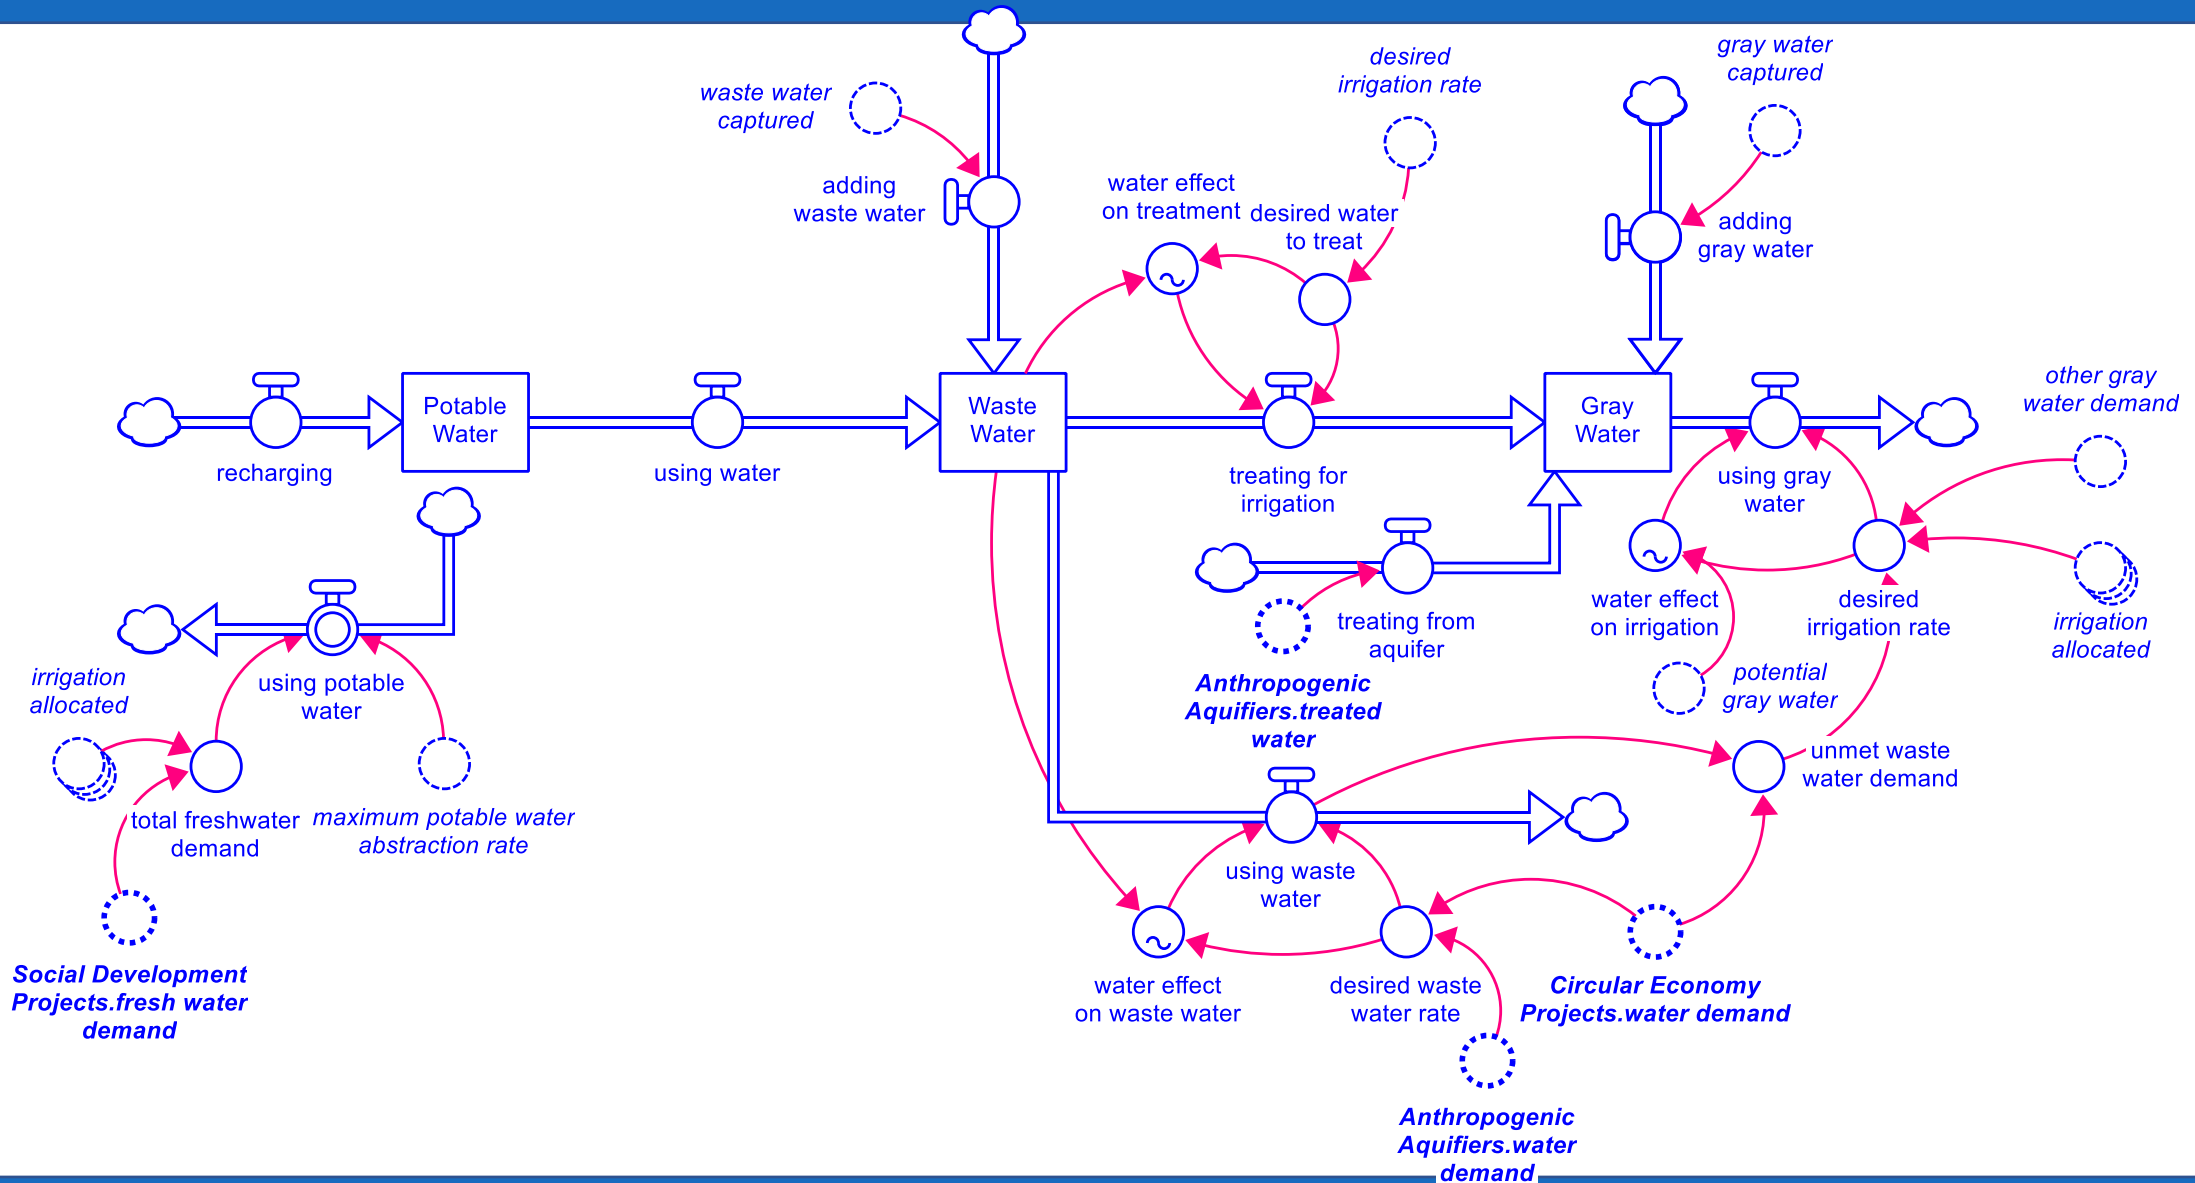 gray water
captured
desired
irrigation rate
waste water
captured
adding
waste water
water effect
on treatment
desired water
to treat
adding
gray water
Potable
Water
Waste
Water
Gray
Water
other gray
water demand
recharging
using water
treating for
irrigation
using gray
water
treating from
aquifer
water effect
on irrigation
desired
irrigation rate
irrigation
allocated
irrigation
allocated
using potable
water
Anthropogenic
Aquifiers.treated
water
potential
gray water
unmet waste
water demand
total freshwater
demand
maximum potable water
abstraction rate
using waste
water
Social Development
Projects.fresh water
demand
water effect
on waste water
desired waste
water rate
Circular Economy
Projects.water demand
Anthropogenic
Aquifiers.water
demand